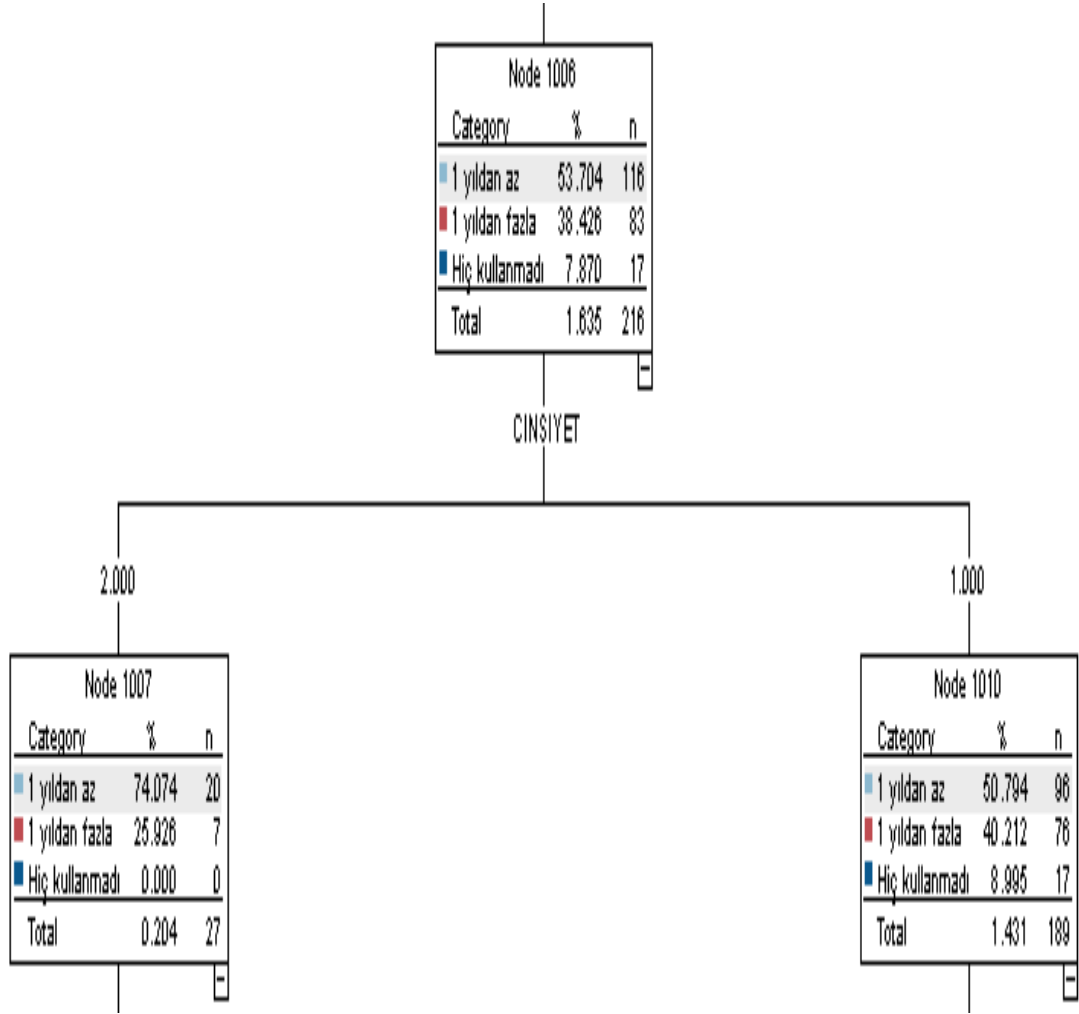 Node 1006
Category % n
1 yıldan az 53.704 116
1 yıldan fazla 38.426 83
Hiç kullanmadı 7.870 17
Total 1.635 216
CINSIYET
2.000
1.000
Node 1007
Category % n
1 yıldan az 74.074 20
1 yıldan fazla 25.926 7
Hiç kullanmadı 0.000 0
Total 0.204 27
Node 1010
Category % n
1 yıldan az 50.794 96
1 yıldan fazla 40.212 76
Hiç kullanmadı 8.995 17
Total 1.431 189